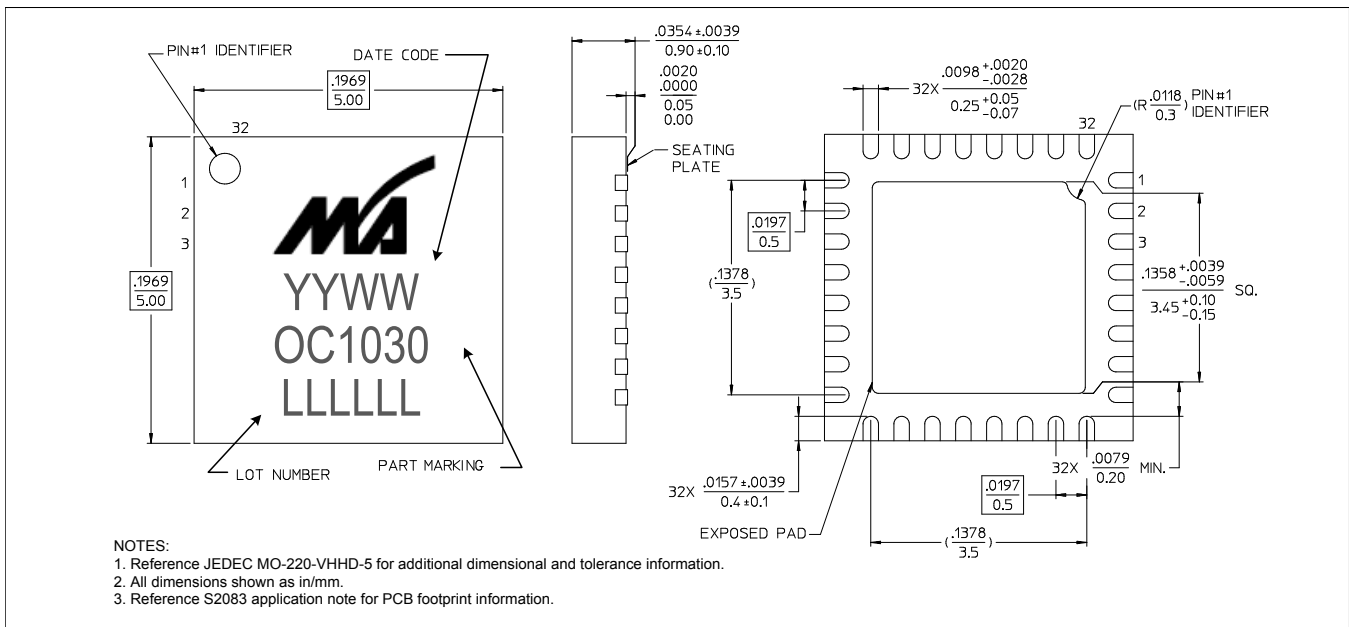 PIN#1 IDENTIFIER
DATE CODE
.1969
5.00
32
1
2
3
.1969
5.00
MA
YYWW
OC1030
LLLLLL
LOT NUMBER
PART MARKING
.0354 ±.0039
0.90 ±0.10
.0020
.0000
0.05
0.00
SEATING
PLATE
32X .0098 +.0020 -.0028
0.25 +0.05 -0.07
(R .0118 / 0.3) PIN#1
IDENTIFIER
32
1
2
3
.0197
0.5
(.1378 / 3.5)
.1358 +.0039 -.0059
3.45 +0.10 -0.15
SQ.
32X .0157 ±.0039
0.4 ±0.1
EXPOSED PAD
32X .0079 MIN.
0.20
.0197
0.5
(.1378 / 3.5)
NOTES:
1. Reference JEDEC MO-220-VHHD-5 for additional dimensional and tolerance information.
2. All dimensions shown as in/mm.
3. Reference S2083 application note for PCB footprint information.